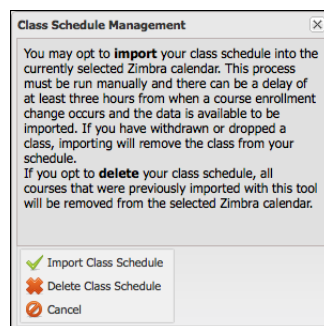 Class Schedule Management
You may opt to import your class schedule into the
currently selected Zimbra calendar. This process
must be run manually and there can be a delay of
at least three hours from when a course enrollment
change occurs and the data is available to be
imported. If you have withdrawn or dropped a
class, importing will remove the class from your
schedule.
If you opt to delete your class schedule, all
courses that were previously imported with this tool
will be removed from the selected Zimbra calendar.
Import Class Schedule
Delete Class Schedule
Cancel